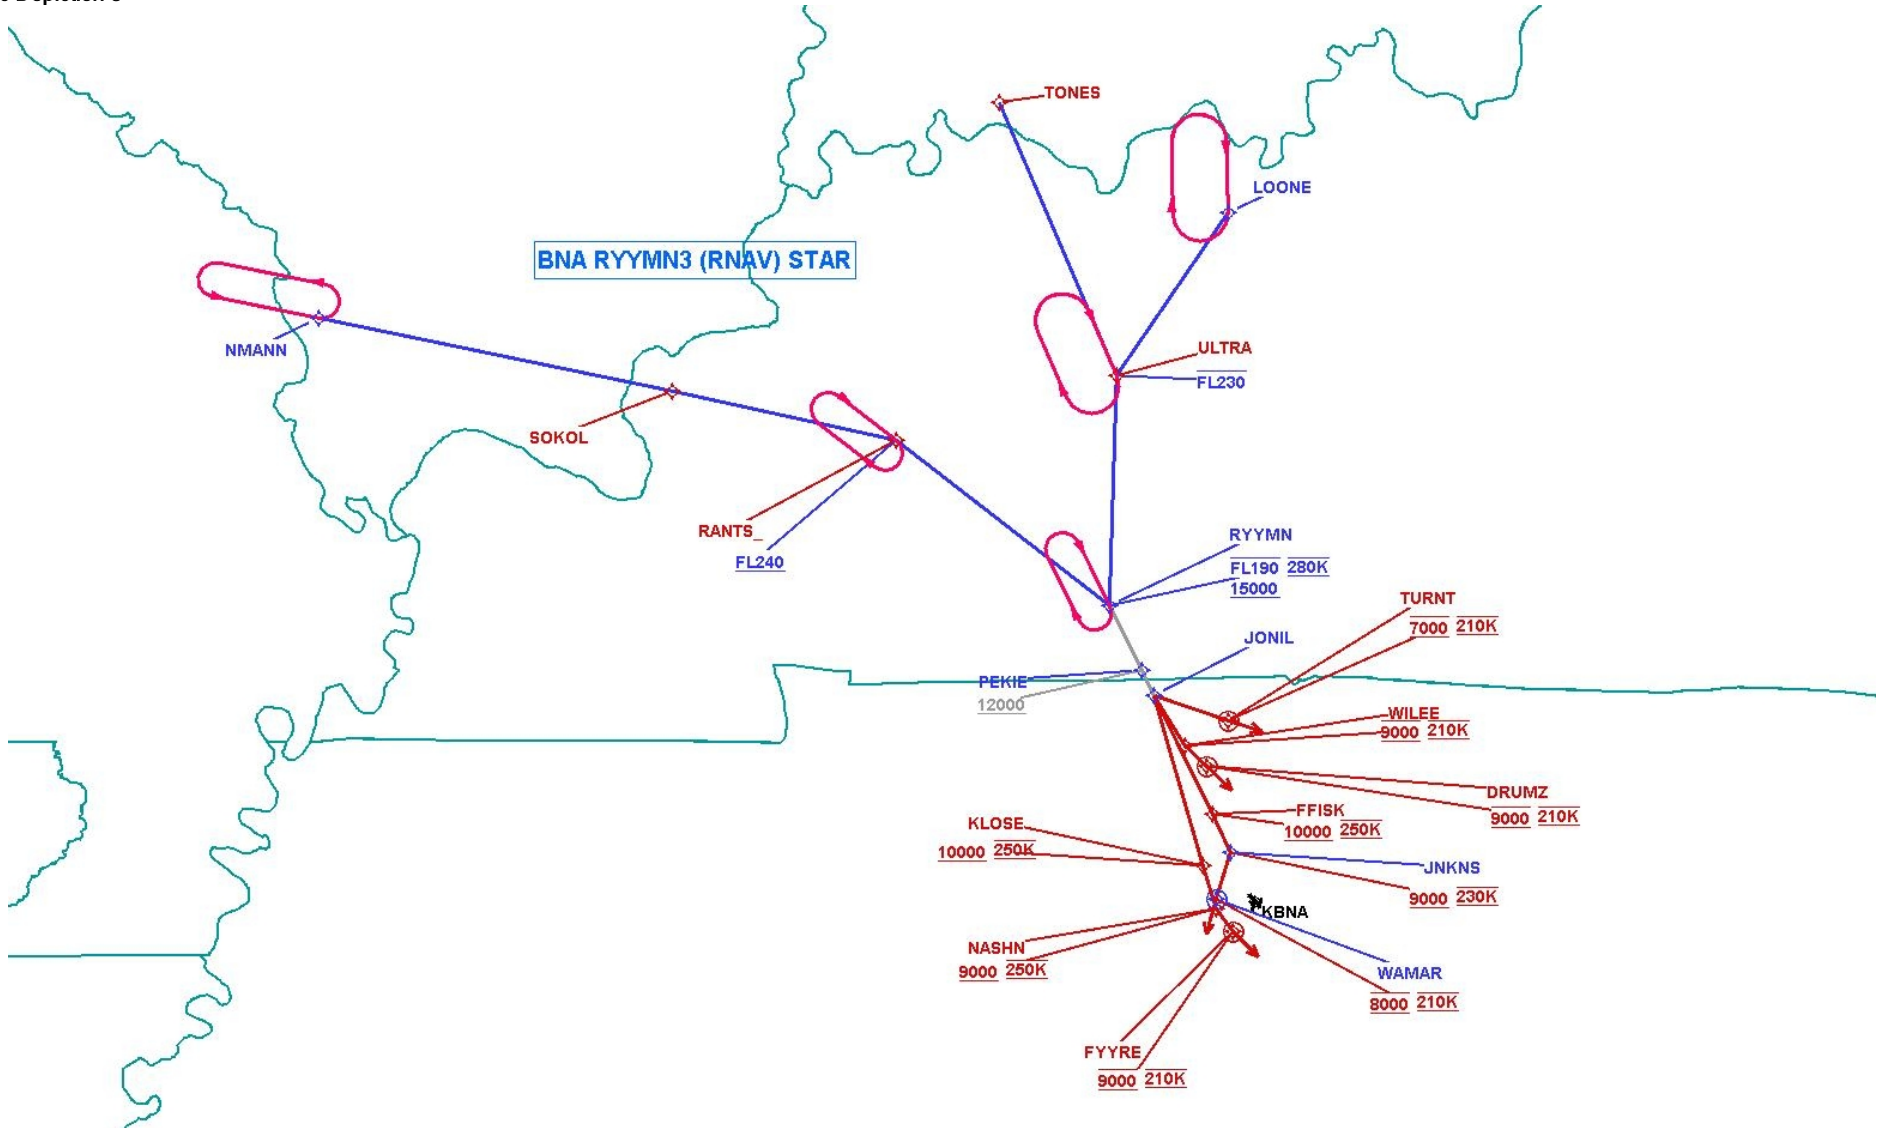 TONES
LOONE
BNA RYYMN3 (RNAV) STAR
NMANN
ULTRA
FL230
SOKOL
RANTS_
FL240
RYYMN
FL190 280K
15000
TURNT
7000 210K
JONIL
PEKIE
12000
WILEE
9000 210K
DRUMZ
9000 210K
FFISK
10000 250K
KLOSE
10000 250K
JNKNS
9000 230K
KBNA
NASHN
9000 250K
WAMAR
8000 210K
FYYRE
9000 210K